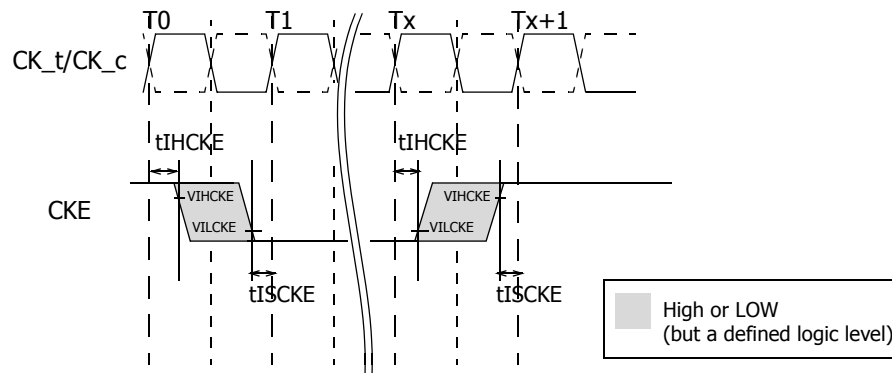 T0 T1 Tx Tx+1
CK_t/CK_c
tIHCKE tIHCKE
CKE
VIHCKE VIHCKE
VILCKE VILCKE
tISCKE tISCKE
High or LOW
(but a defined logic level)